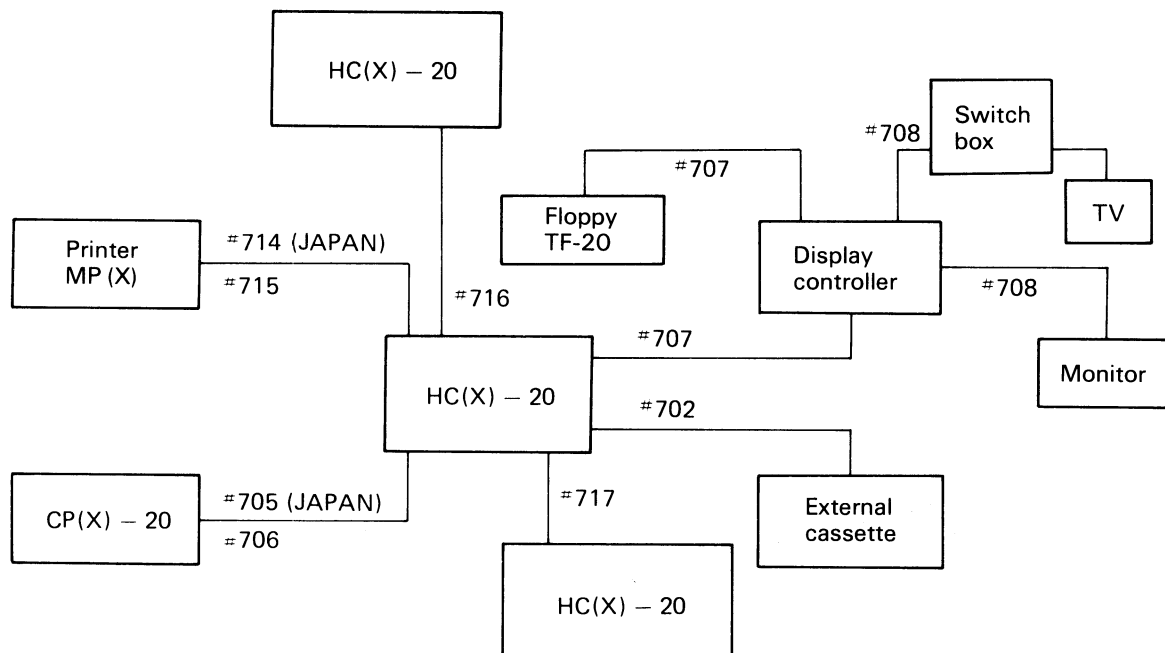 HC(X) – 20
Switch
box
#708
#707
TV
Floppy
TF-20
Printer
MP (X)
#714 (JAPAN)
#715
Display
controller
#716
#708
#707
Monitor
HC(X) – 20
#702
CP(X) – 20
#705 (JAPAN)
#706
#717
External
cassette
HC(X) – 20